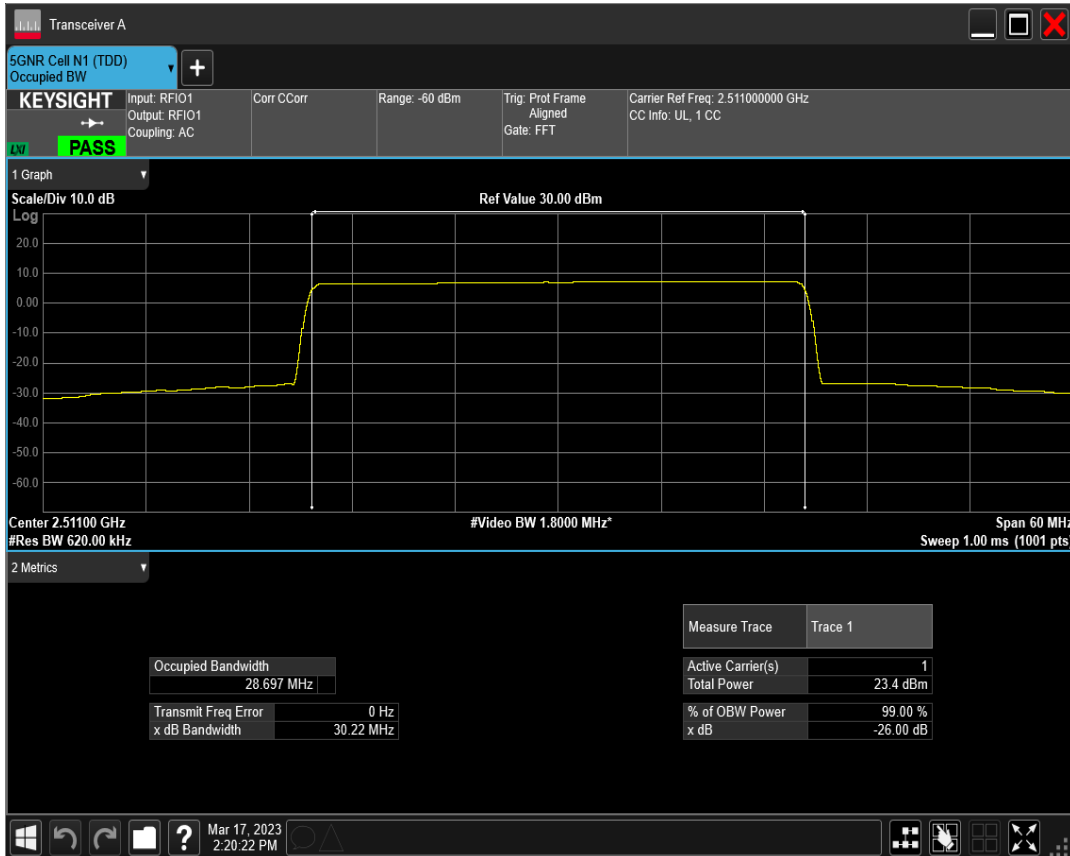 Transceiver A
5GNR Cell N1 (TDD)
Occupied BW
+
KEYSIGHT
LXI
PASS
Input: RFIO1
Output: RFIO1
Coupling: AC
Corr CCorr
Range: -60 dBm
Trig: Prot Frame
Aligned
Gate: FFT
Carrier Ref Freq: 2.511000000 GHz
CC Info: UL, 1 CC
1 Graph
Scale/Div 10.0 dB
Ref Value 30.00 dBm
Log
20.0
10.0
0.00
-10.0
-20.0
-30.0
-40.0
-50.0
-60.0
Center 2.51100 GHz
#Video BW 1.8000 MHz*
Span 60 MHz
#Res BW 620.00 kHz
Sweep 1.00 ms (1001 pts)
2 Metrics
Measure Trace Trace 1
Occupied Bandwidth
28.697 MHz
Active Carrier(s) 1
Total Power 23.4 dBm
Transmit Freq Error 0 Hz
x dB Bandwidth 30.22 MHz
% of OBW Power 99.00 %
x dB -26.00 dB
?
Mar 17, 2023
2:20:22 PM